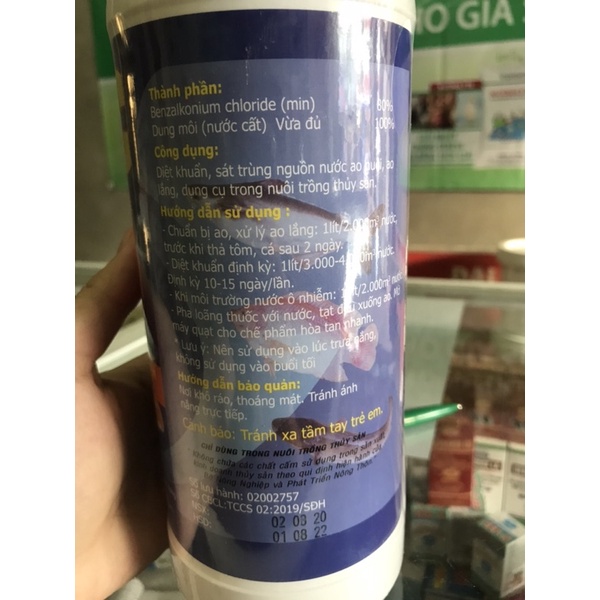 ÁO GIÁ
Thành phần:
Benzalkonium chloride (min) 80%
Dung môi (nước cất) Vừa đủ 100%
Công dụng:
Diệt khuẩn, sát trùng nguồn nước ao nuôi, ao
lắng, dụng cụ trong nuôi trồng thủy sản.
Hướng dẫn sử dụng :
- Chuẩn bị ao, xử lý ao lắng: 1lít/2.000m³ nước,
trước khi thả tôm, cá sau 2 ngày.
- Diệt khuẩn định kỳ: 1lít/3.000-4.000m³ nước.
Định kỳ 10-15 ngày/lần.
- Khi môi trường nước ô nhiễm: 1lít/2.000m³ nước
- Pha loãng thuốc với nước, tạt đều xuống ao. Mở
máy quạt cho chế phẩm hòa tan nhanh.
* Lưu ý: Nên sử dụng vào lúc trưa nắng,
không sử dụng vào buổi tối
Hướng dẫn bảo quản:
Nơi khô ráo, thoáng mát. Tránh ánh
nắng trực tiếp.
Cảnh báo: Tránh xa tầm tay trẻ em.
CHỈ DÙNG TRONG NUÔI TRỒNG THỦY SẢN
Không chứa các chất cấm sử dụng trong sản xuất,
kinh doanh thủy sản theo qui định hiện hành của
Nông Nghiệp và Phát Triển Nông Thôn
Số lưu hành: 02002757
Số CBCL:TCCS 02:2019/SĐH
NSX: 02 08 20
HSD: 01 08 22